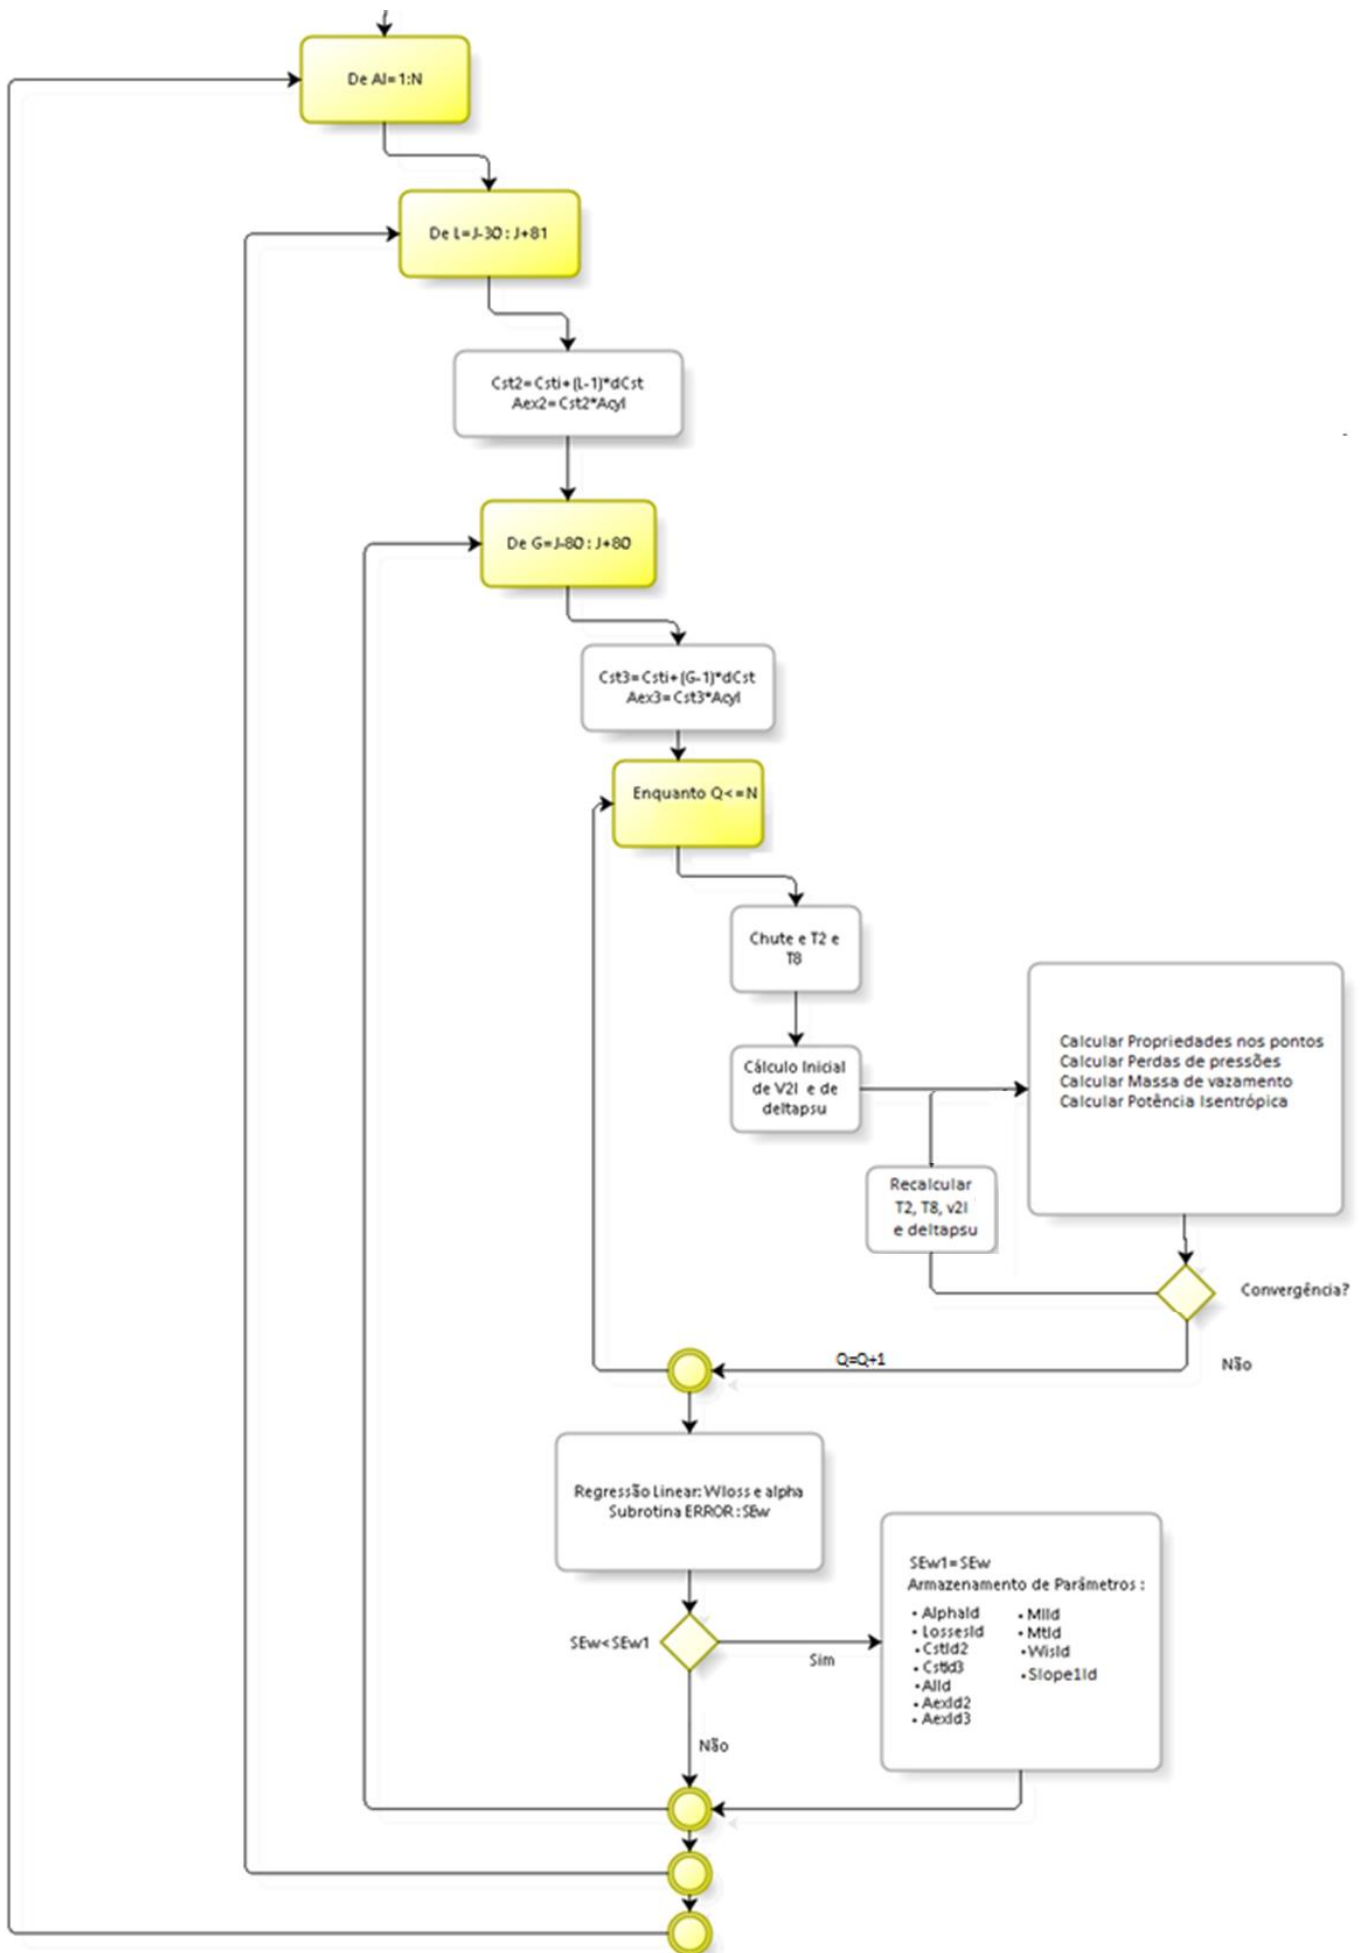 De Al=1:N
De L=J-30 : J+81
Cst2=Csti+(L-1)*dCst
Aex2=Cst2*Acyl
De G=J-80 : J+80
Cst3=Csti+(G-1)*dCst
Aex3=Cst3*Acyl
Enquanto Q<=N
Chute e T2 e
T8
Cálculo Inicial
de V2l e de
deltapsu
Calcular Propriedades nos pontos
Calcular Perdas de pressões
Calcular Massa de vazamento
Calcular Potência Isentrópica
Recalcular
T2, T8, v2l
e deltapsu
Convergência?
Q=Q+1
Não
Regressão Linear: Wloss e alpha
Subrotina ERROR :SEw
SEw<SEw1
Sim
Não
SEw1=SEw
Armazenamento de Parâmetros :
• AlphaId
• LossesId
• CstId2
• CstId3
• AlId
• AexId2
• AexId3
• MlId
• MtId
• WisId
• Slope1Id